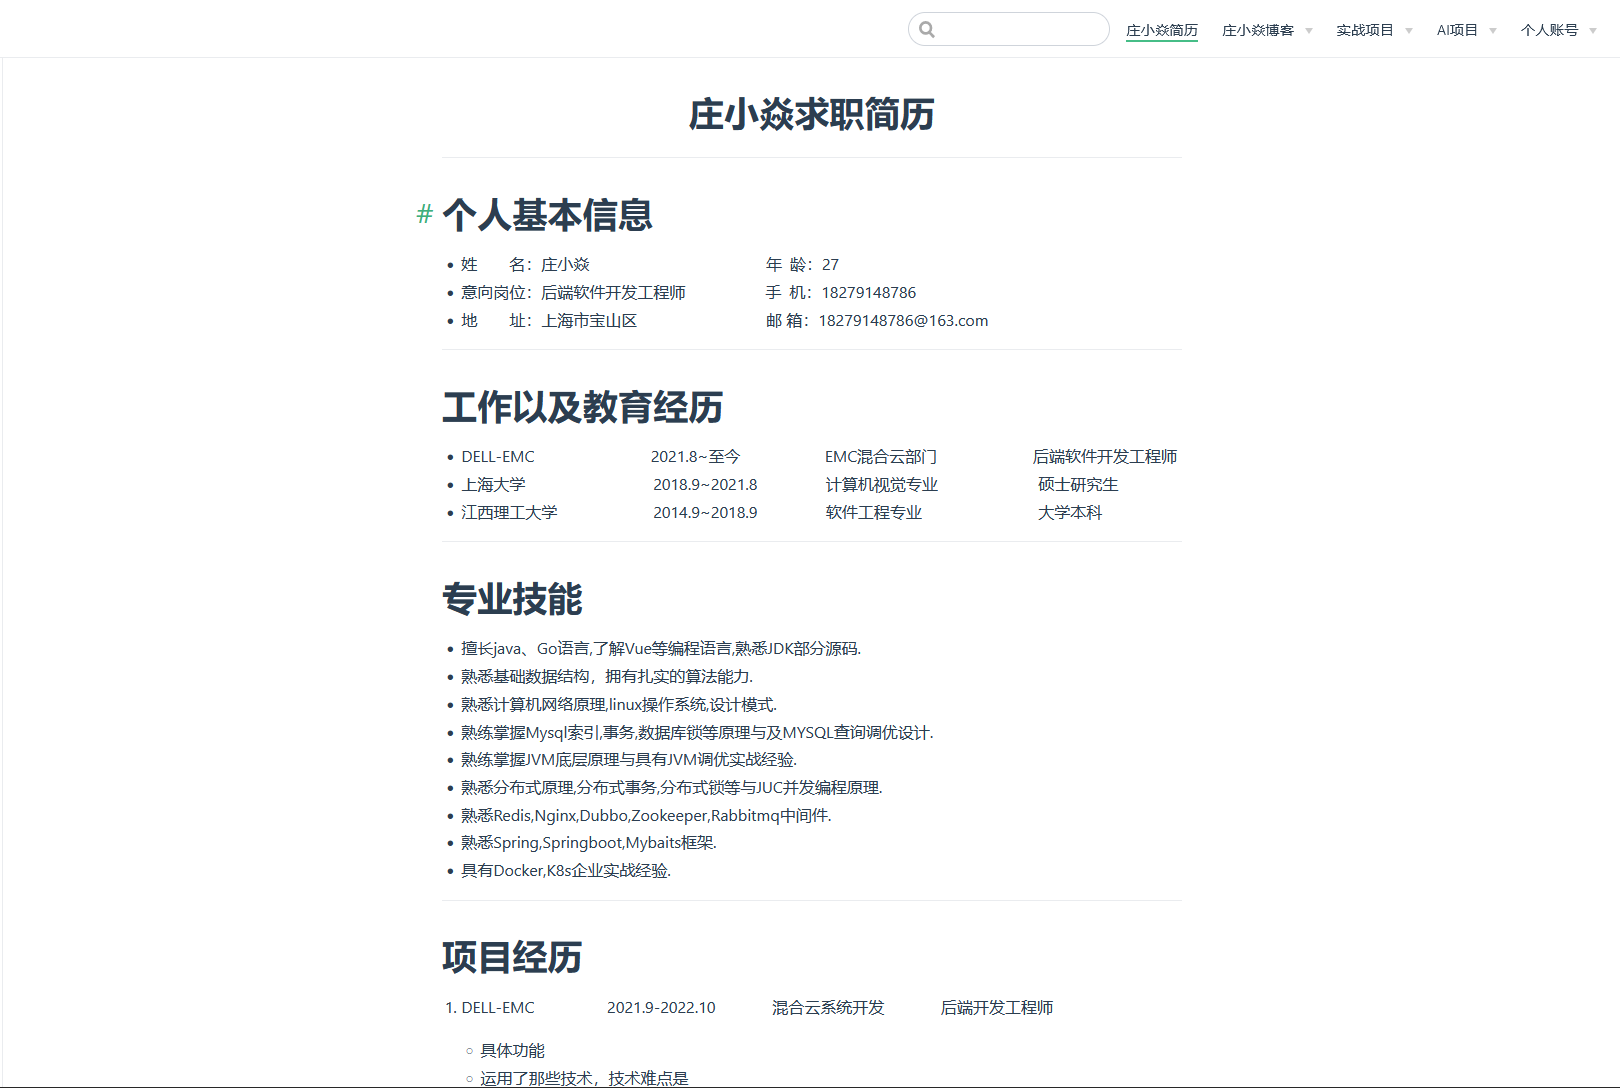 庄小焱简历 庄小焱博客 实战项目 AI项目 个人账号
庄小焱求职简历
# 个人基本信息
姓 名：庄小焱 年 龄：27
意向岗位：后端软件开发工程师 手 机：18279148786
地 址：上海市宝山区 邮 箱：18279148786@163.com
工作以及教育经历
DELL-EMC 2021.8~至今 EMC混合云部门 后端软件开发工程师
上海大学 2018.9~2021.8 计算机视觉专业 硕士研究生
江西理工大学 2014.9~2018.9 软件工程专业 大学本科
专业技能
擅长java、Go语言,了解Vue等编程语言,熟悉JDK部分源码.
熟悉基础数据结构，拥有扎实的算法能力.
熟悉计算机网络原理,linux操作系统,设计模式.
熟练掌握Mysql索引,事务,数据库锁等原理与及MYSQL查询调优设计.
熟练掌握JVM底层原理与具有JVM调优实战经验.
熟悉分布式原理,分布式事务,分布式锁等与JUC并发编程原理.
熟悉Redis,Nginx,Dubbo,Zookeeper,Rabbitmq中间件.
熟悉Spring,Springboot,Mybaits框架.
具有Docker,K8s企业实战经验.
项目经历
1. DELL-EMC 2021.9-2022.10 混合云系统开发 后端开发工程师
具体功能
运用了那些技术，技术难点是